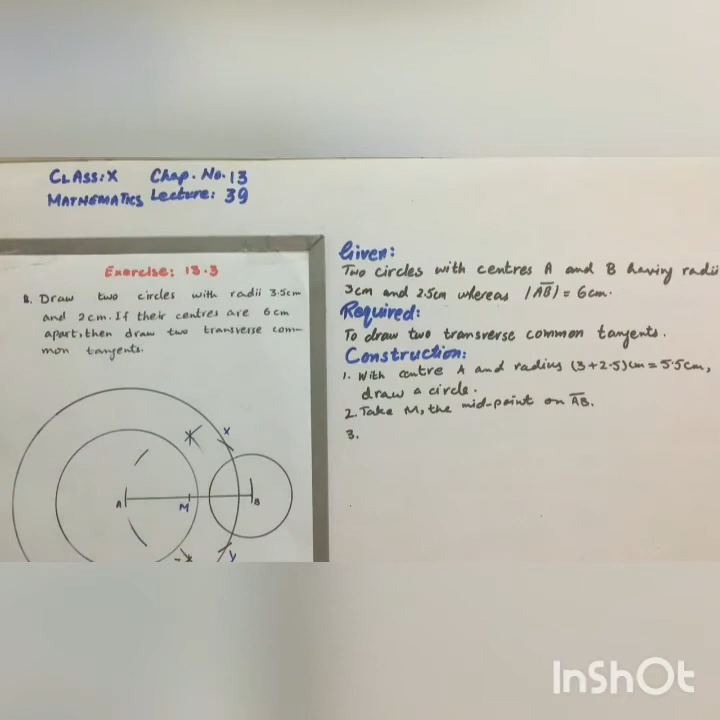 CLASS: X Chap. No. 13
MATHEMATICS Lecture: 39
Exercise: 13.3
8. Draw two circles with radii 3.5cm
and 2cm. If their centres are 6cm
apart, then draw two transverse com-
mon tangents.
A
M
B
X
Y
Given:
Two circles with centres A and B having radii
3cm and 2.5cm whereas |AB| = 6cm.
Required:
To draw two transverse common tangents.
Construction:
1. With centre A and radius (3+2.5)cm = 5.5cm,
draw a circle.
2. Take M, the mid-point on AB.
3.
InShOt